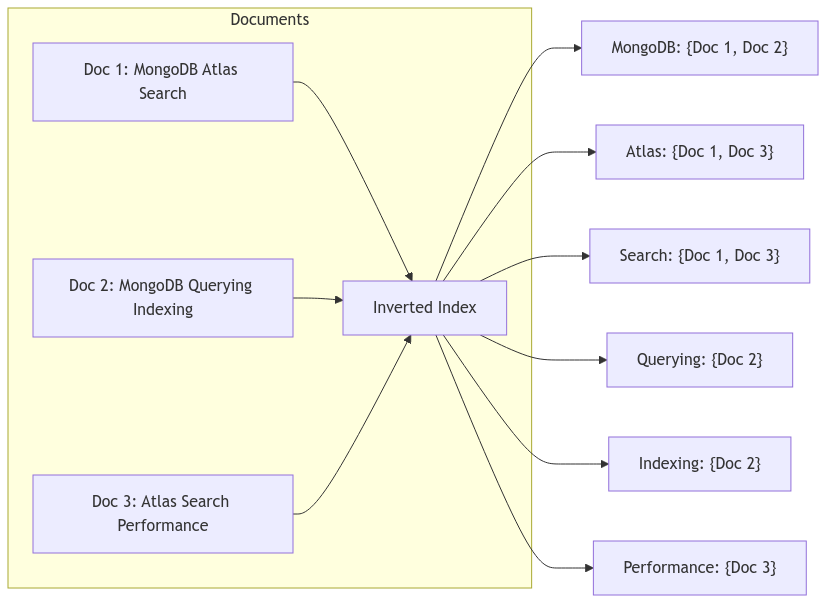 Documents
Doc 1: MongoDB Atlas
Search
Doc 2: MongoDB Querying
Indexing
Doc 3: Atlas Search
Performance
Inverted Index
MongoDB: {Doc 1, Doc 2}
Atlas: {Doc 1, Doc 3}
Search: {Doc 1, Doc 3}
Querying: {Doc 2}
Indexing: {Doc 2}
Performance: {Doc 3}